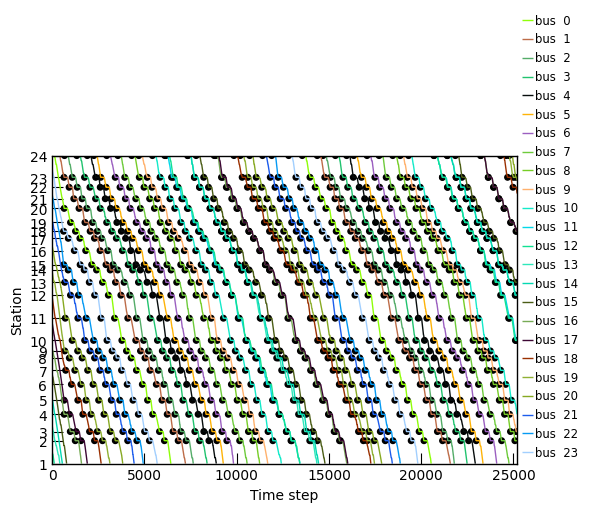 bus 0
bus 1
bus 2
bus 3
bus 4
bus 5
bus 6
bus 7
bus 8
bus 9
bus 10
bus 11
bus 12
bus 13
bus 14
bus 15
bus 16
bus 17
bus 18
bus 19
bus 20
bus 21
bus 22
bus 23
24
23
22
21
20
19
18
17
16
15
14
13
12
11
10
9
8
7
6
5
4
3
2
1
Station
0 5000 10000 15000 20000 25000
Time step